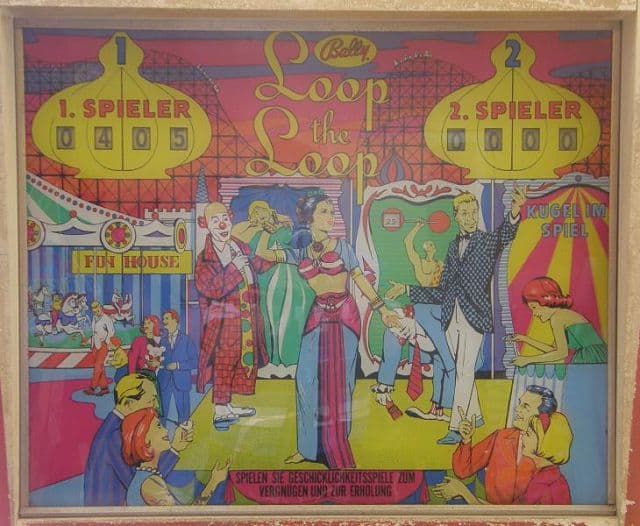 Bally
Loop
the
Loop
1
1. SPIELER
0405
2
2. SPIELER
0000
KUGEL IM
SPIEL
FUN HOUSE
25
SPIELEN SIE GESCHICKLICHKEITSSPIELE ZUM
VERGNÜGEN UND ZUR ERHOLUNG